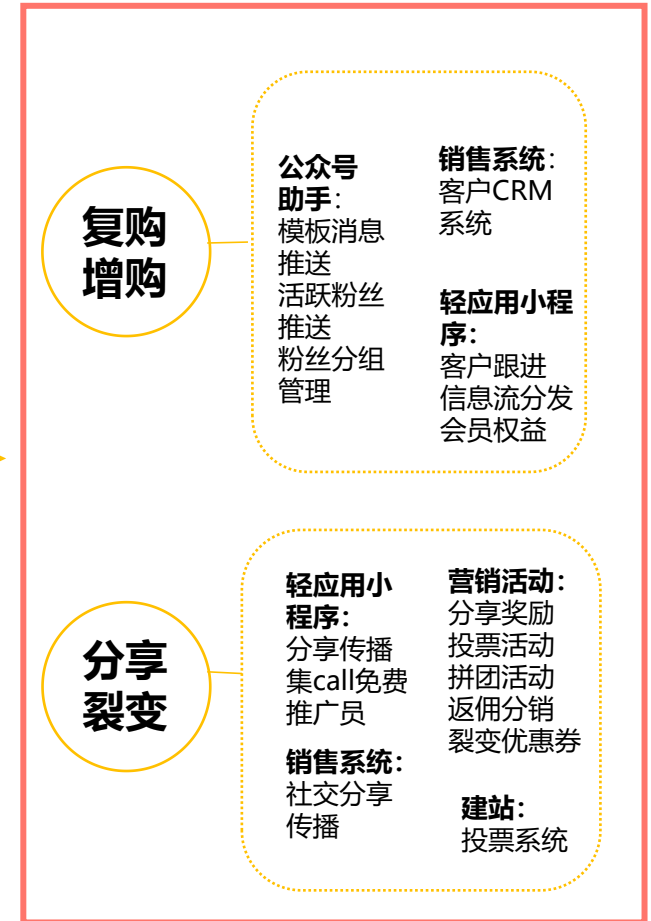 复购
增购
公众号
助手：
模板消息
推送
活跃粉丝
推送
粉丝分组
管理
销售系统：
客户CRM
系统
轻应用小程
序：
客户跟进
信息流分发
会员权益
分享
裂变
轻应用小
程序：
分享传播
集call免费
推广员
销售系统：
社交分享
传播
营销活动：
分享奖励
投票活动
拼团活动
返佣分销
裂变优惠券
建站：
投票系统